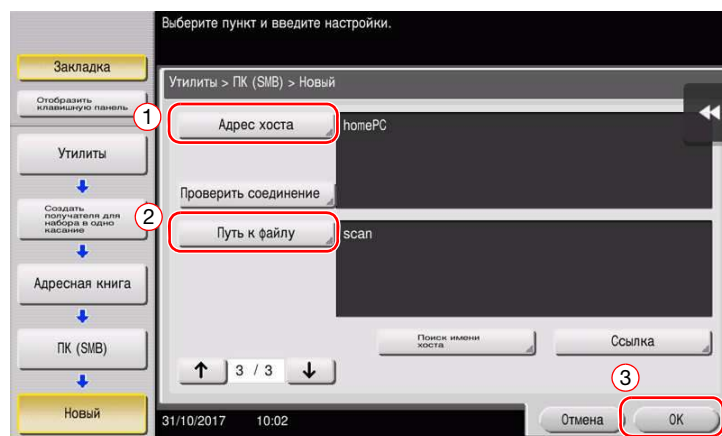 Выберите пункт и введите настройки.
Закладка
Утилиты > ПК (SMB) > Новый
Отобразить
клавишную панель
1
Адрес хоста
homePC
Утилиты
Проверить соединение
Создать
получателя для
набора в одно
касание
2
Путь к файлу
scan
Адресная книга
ПК (SMB)
Поиск имени
хоста
Ссылка
3 / 3
3
Новый
31/10/2017 10:02
Отмена
OK